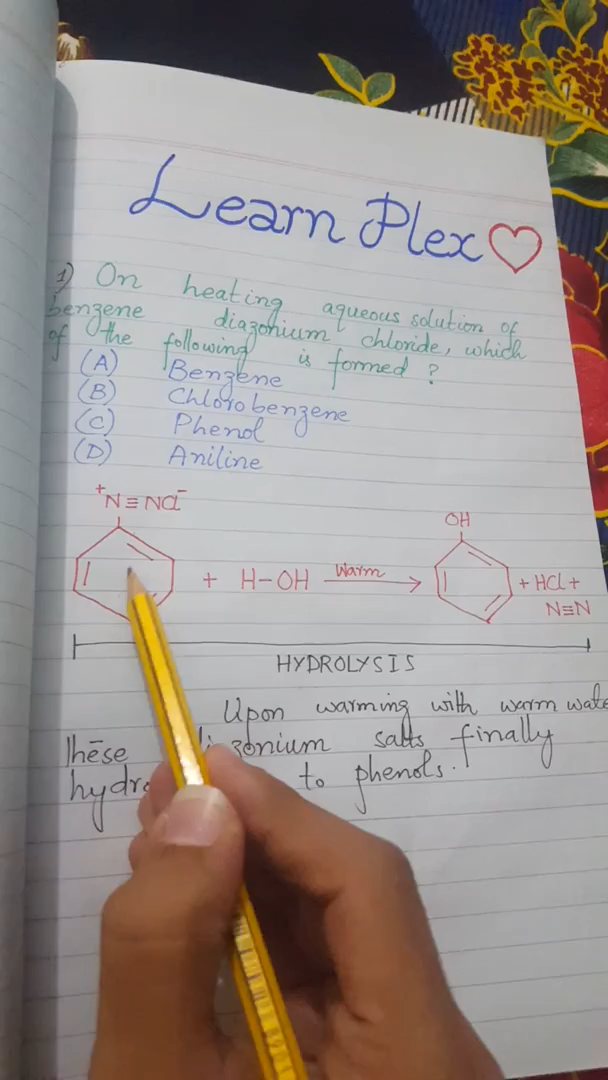 Learn Plex
1) On heating aqueous solution of
benzene diazonium chloride, which
of the following is formed ?
(A) Benzene
(B) Chlorobenzene
(C) Phenol
(D) Aniline
+N≡NCl⁻
OH
+ H-OH Warm + HCl +
N≡N
HYDROLYSIS
Upon warming with warm wate
These zonium salts finally
hydro to phenols.